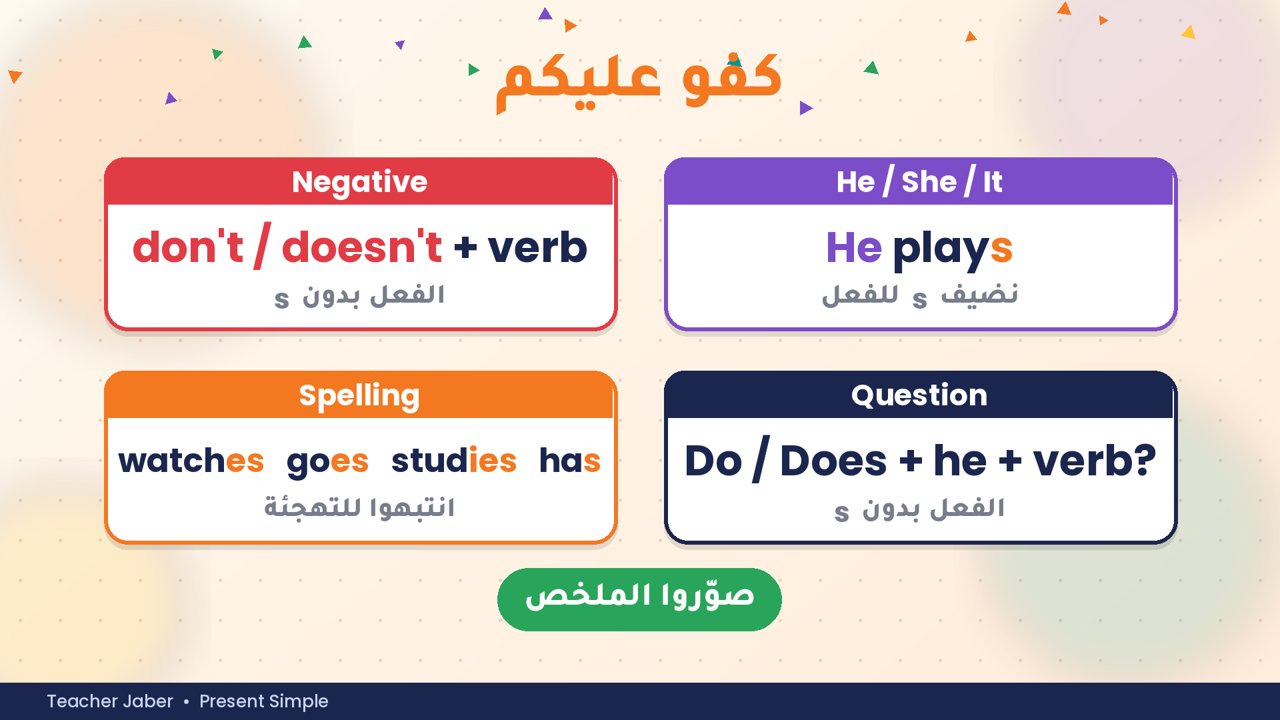 كفو عليكم
Negative
don't / doesn't + verb
الفعل بدون s
He / She / It
He plays
نضيف s للفعل
Spelling
watches goes studies has
انتبهوا للتهجئة
Question
Do / Does + he + verb?
الفعل بدون s
صوّروا الملخص
Teacher Jaber • Present Simple